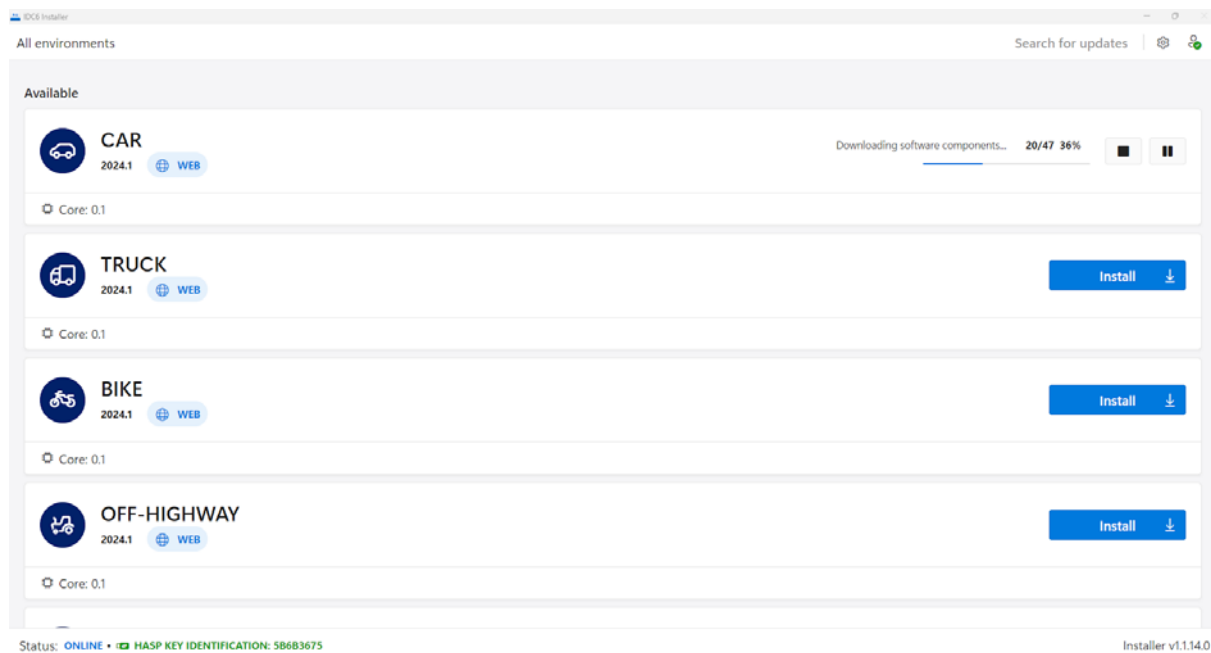 IDC6 Installer
All environments
Search for updates
Available
CAR
2024.1 WEB
Downloading software components... 20/47 36%
Core: 0.1
TRUCK
2024.1 WEB
Install
Core: 0.1
BIKE
2024.1 WEB
Install
Core: 0.1
OFF-HIGHWAY
2024.1 WEB
Install
Core: 0.1
Status: ONLINE • HASP KEY IDENTIFICATION: 5B6B3675
Installer v1.1.14.0